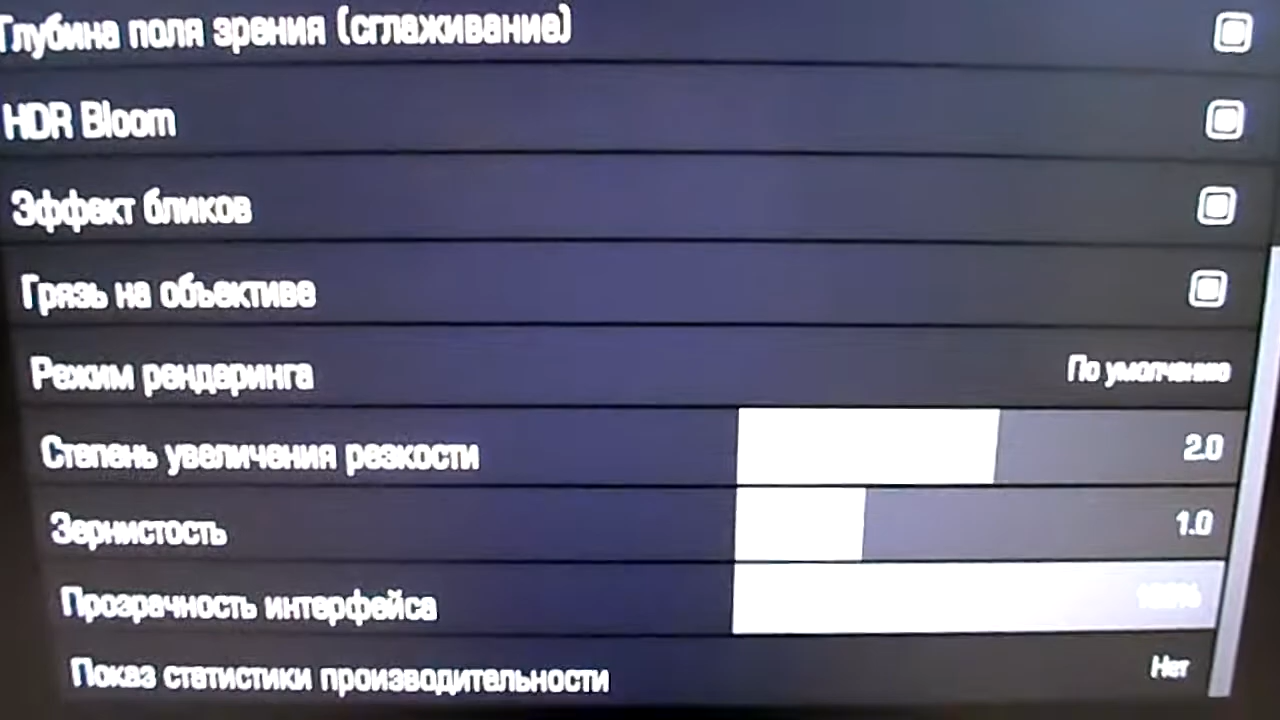 Глубина поля зрения (сглаживание)
HDR Bloom
Эффект бликов
Грязь на объективе
Режим рендеринга По умолчанию
Степень увеличения резкости 2.0
Зернистость 1.0
Прозрачность интерфейса 100%
Показ статистики производительности Нет